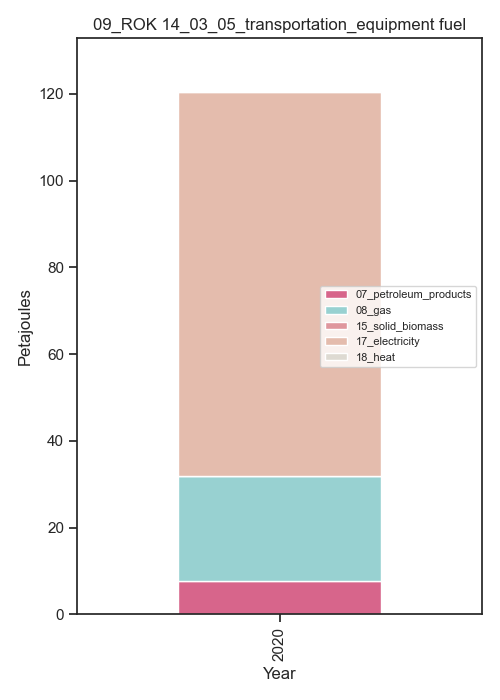 09_ROK 14_03_05_transportation_equipment fuel
120
100
80
60
40
20
0
Petajoules
07_petroleum_products
08_gas
15_solid_biomass
17_electricity
18_heat
2020
Year